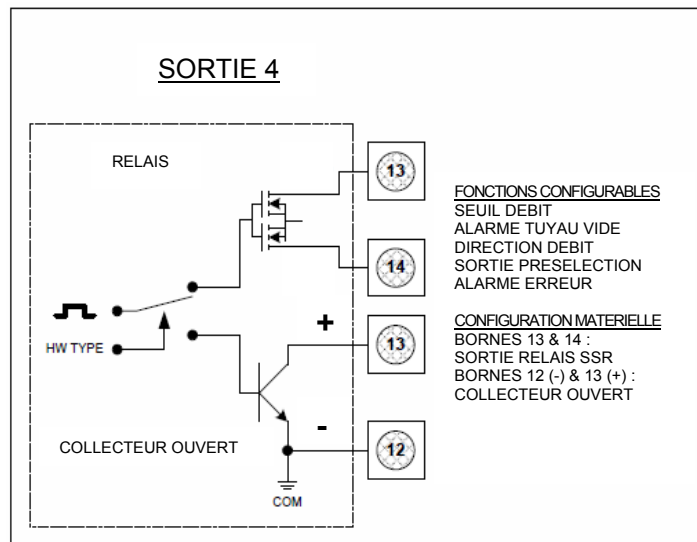 SORTIE 4
RELAIS
13
14
+
13
HW TYPE
-
12
COLLECTEUR OUVERT
COM
FONCTIONS CONFIGURABLES
SEUIL DEBIT
ALARME TUYAU VIDE
DIRECTION DEBIT
SORTIE PRESELECTION
ALARME ERREUR
CONFIGURATION MATERIELLE
BORNES 13 & 14 :
SORTIE RELAIS SSR
BORNES 12 (-) & 13 (+) :
COLLECTEUR OUVERT